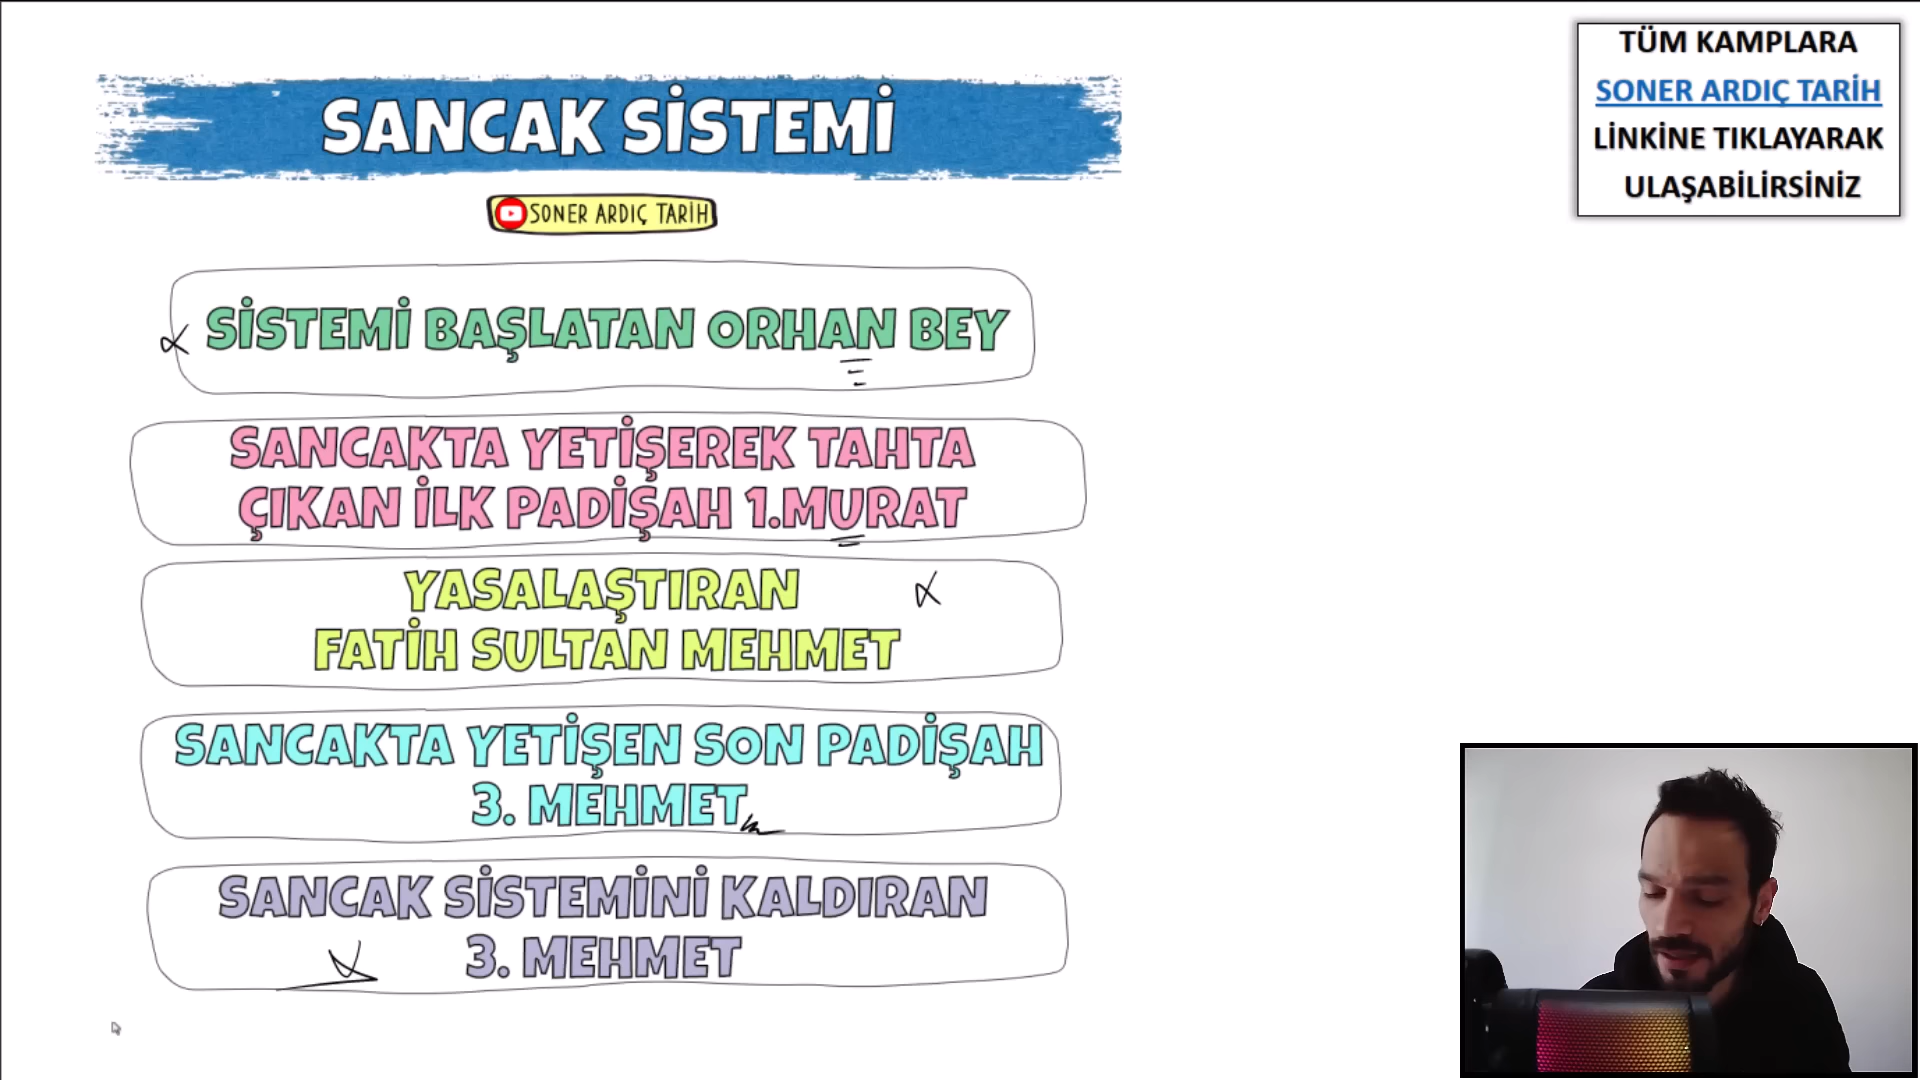 SANCAK SİSTEMİ
SONER ARDIÇ TARİH
SİSTEMİ BAŞLATAN ORHAN BEY
SANCAKTA YETİŞEREK TAHTA
ÇIKAN İLK PADİŞAH 1.MURAT
YASALAŞTIRAN
FATİH SULTAN MEHMET
SANCAKTA YETİŞEN SON PADİŞAH
3. MEHMET
SANCAK SİSTEMİNİ KALDIRAN
3. MEHMET
TÜM KAMPLARA
SONER ARDIÇ TARİH
LİNKİNE TIKLAYARAK
ULAŞABİLİRSİNİZ